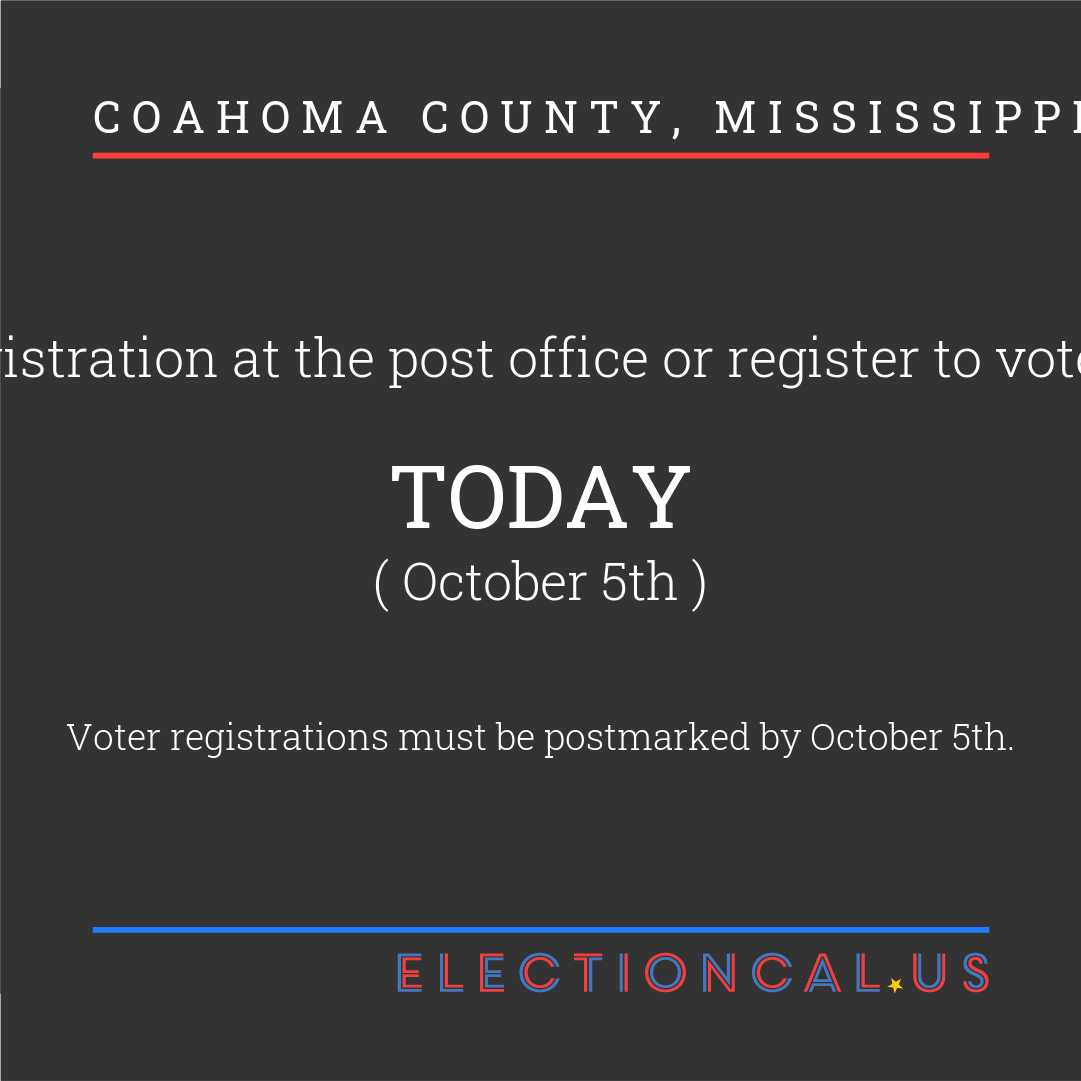 COAHOMA COUNTY, MISSISSIPP
istration at the post office or register to vot
TODAY
( October 5th )
Voter registrations must be postmarked by October 5th.
ELECTIONCAL.US